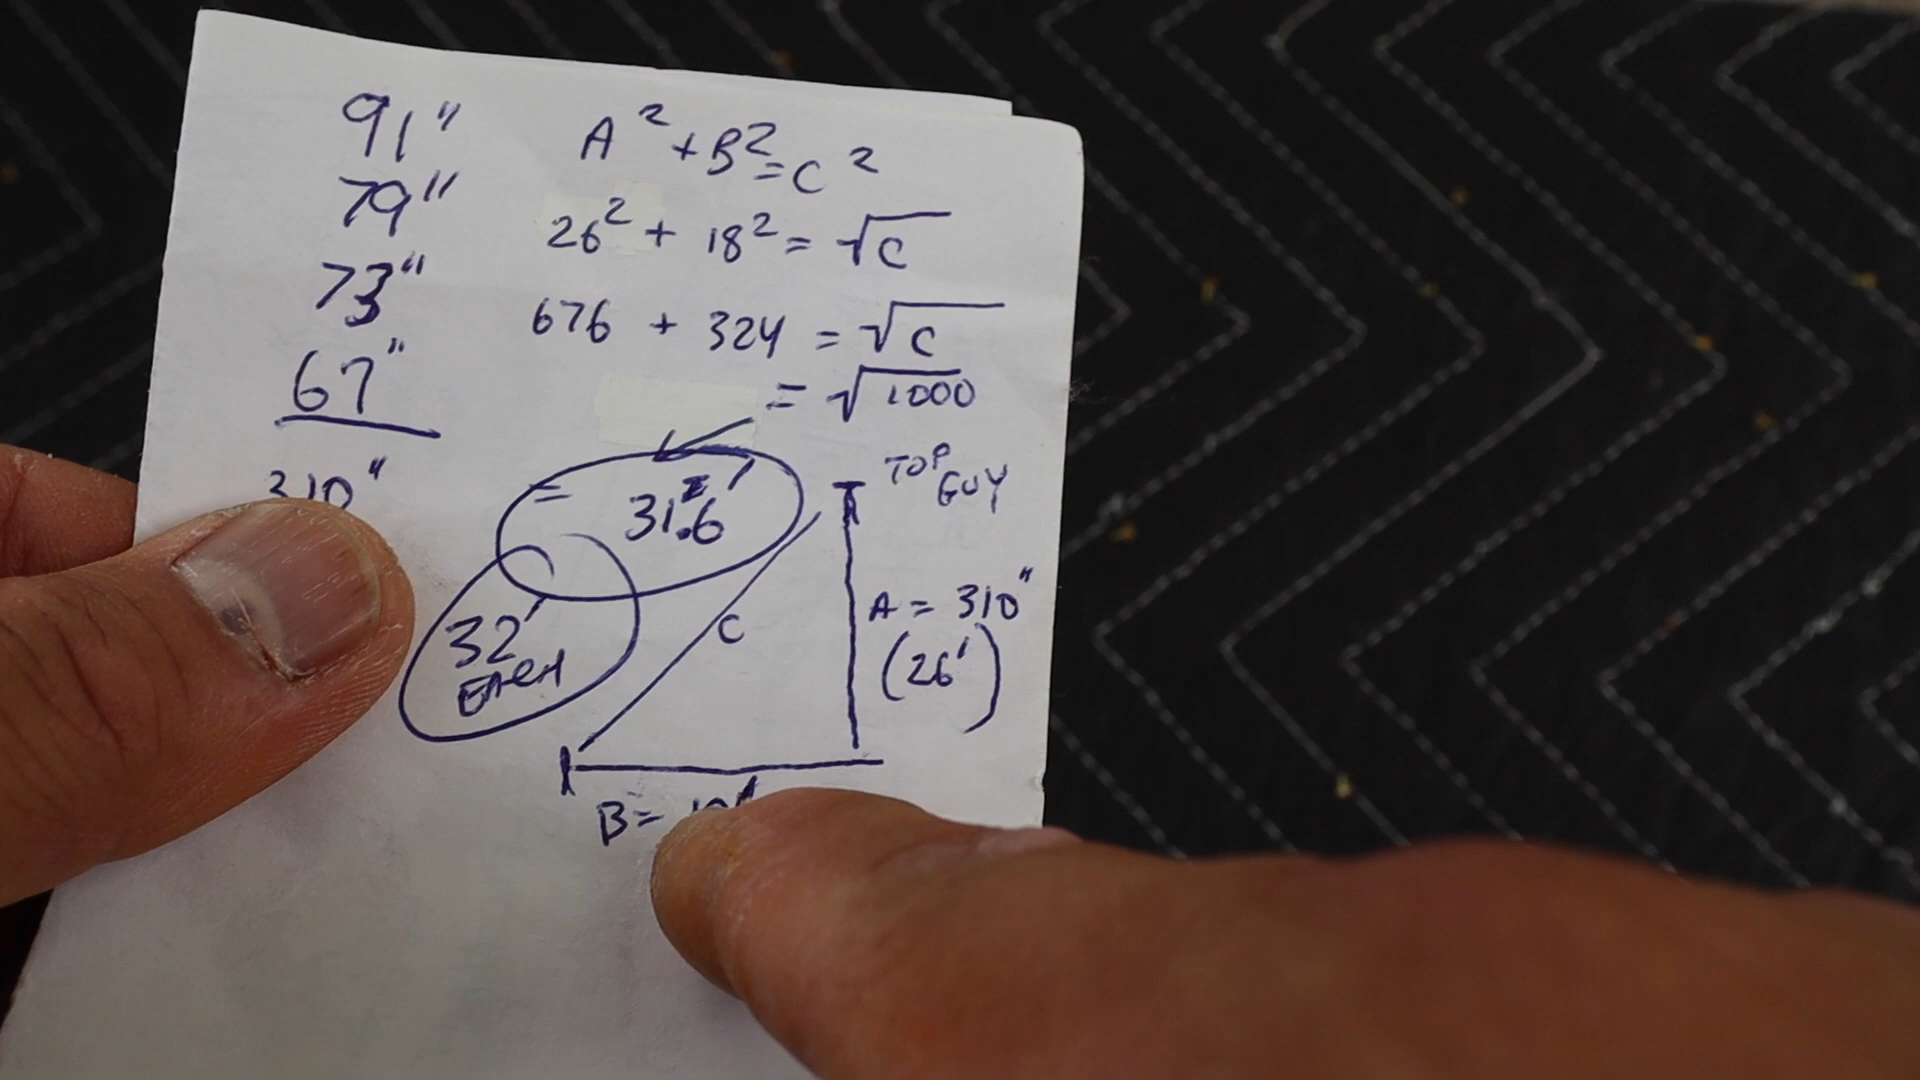 91"
79"
73"
67"
310"
A² + B² = C²
26² + 18² = √C
676 + 324 = √C
= √1000
= 31.6'
32'
EACH
TOP
GUY
C
A = 310"
(26')
B =